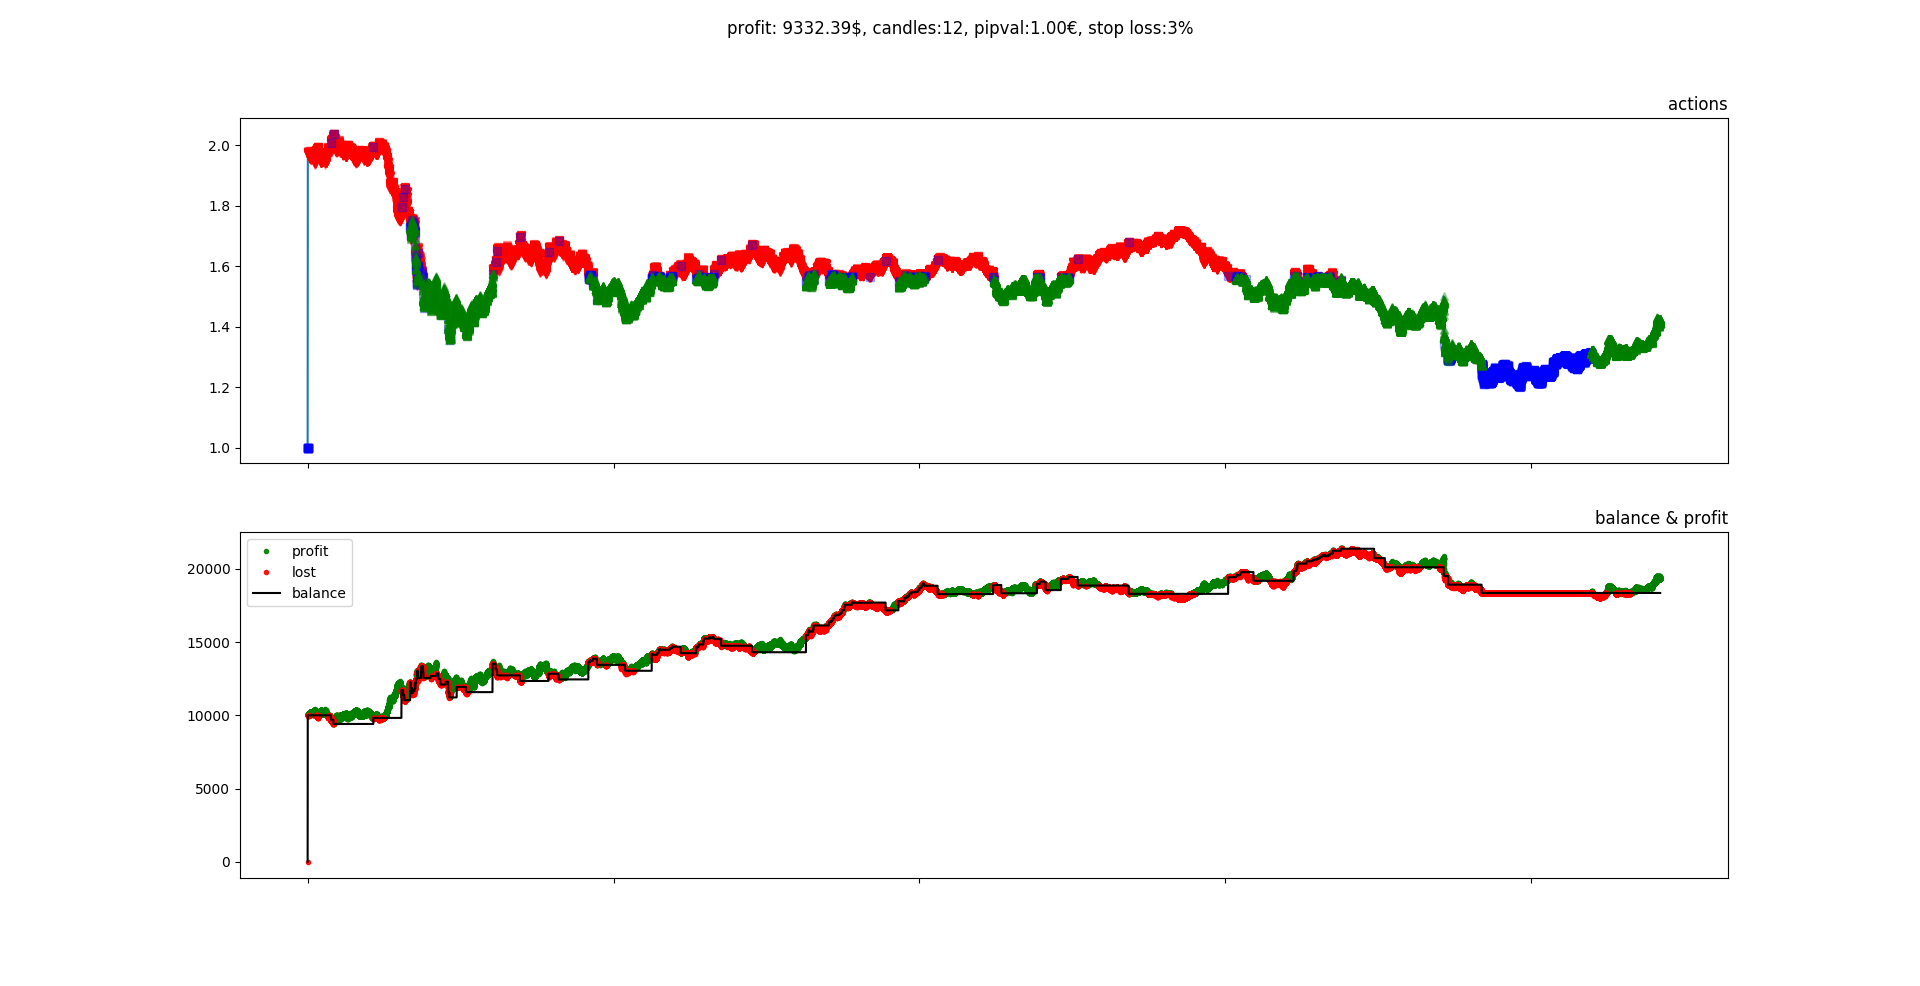 profit: 9332.39$, candles:12, pipval:1.00€, stop loss:3%
actions
2.0
1.8
1.6
1.4
1.2
1.0
balance & profit
profit
lost
balance
20000
15000
10000
5000
0